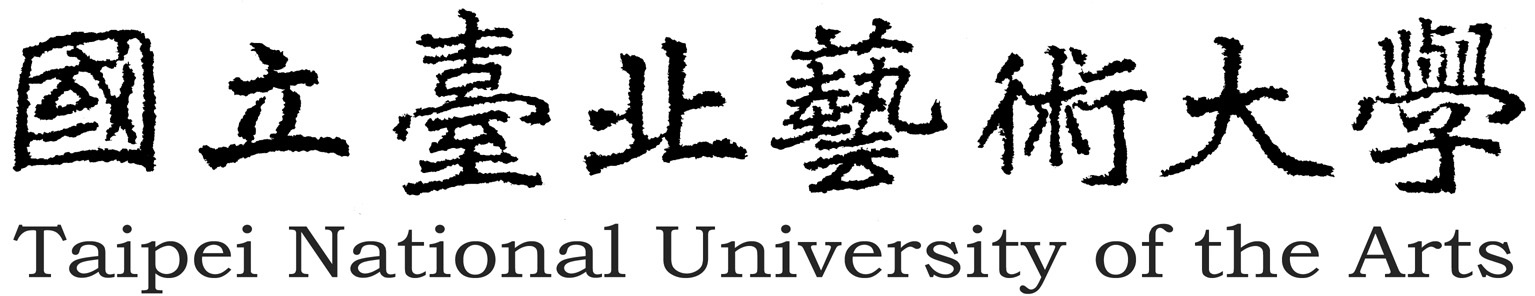 國立臺北藝術大學
Taipei National University of the Arts